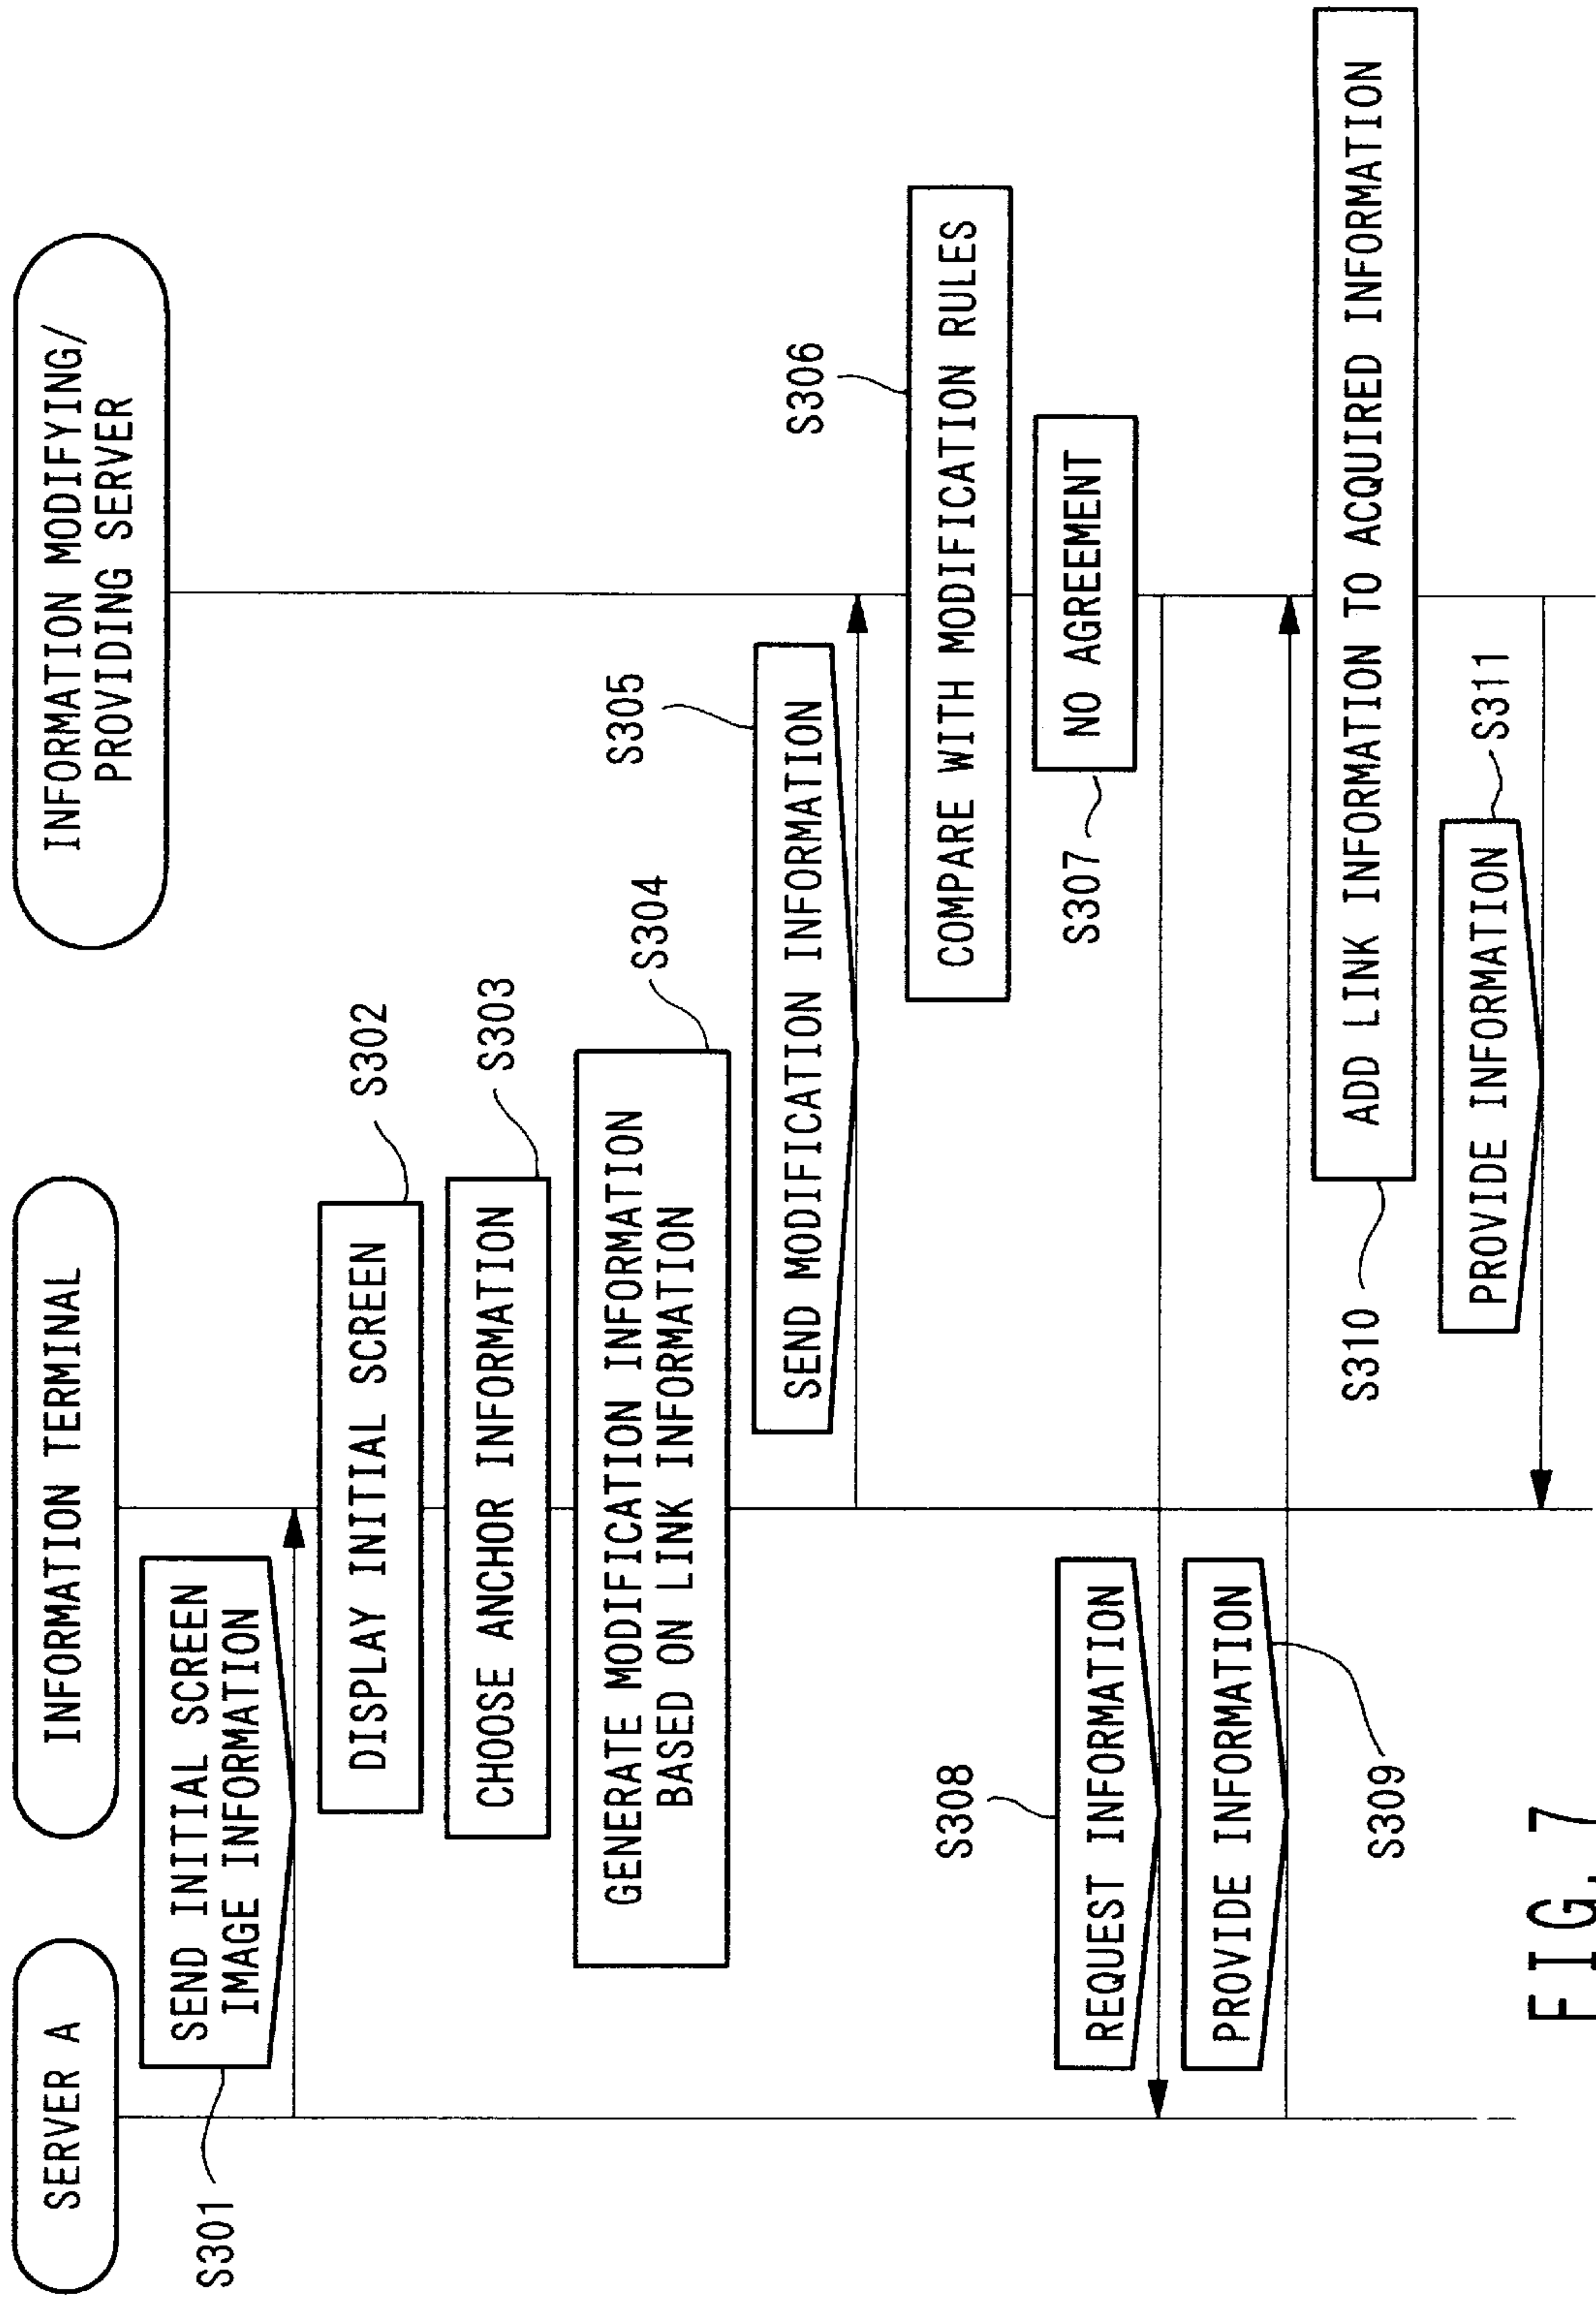 SERVER A
INFORMATION TERMINAL
INFORMATION MODIFYING/
PROVIDING SERVER
S301
SEND INITIAL SCREEN
IMAGE INFORMATION
DISPLAY INITIAL SCREEN
S302
CHOOSE ANCHOR INFORMATION
S303
GENERATE MODIFICATION INFORMATION
BASED ON LINK INFORMATION
S304
SEND MODIFICATION INFORMATION
S305
COMPARE WITH MODIFICATION RULES
S306
S307
NO AGREEMENT
S308
REQUEST INFORMATION
PROVIDE INFORMATION
S309
S310
ADD LINK INFORMATION TO ACQUIRED INFORMATION
PROVIDE INFORMATION
S311
FIG. 7